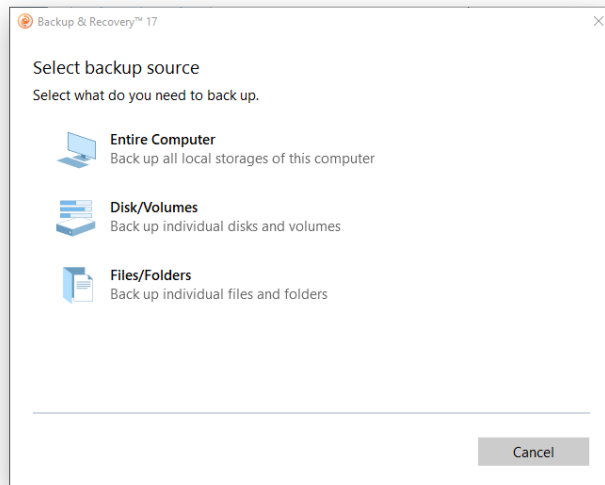 Backup & Recovery™ 17
Select backup source
Select what do you need to back up.
Entire Computer
Back up all local storages of this computer
Disk/Volumes
Back up individual disks and volumes
Files/Folders
Back up individual files and folders
Cancel